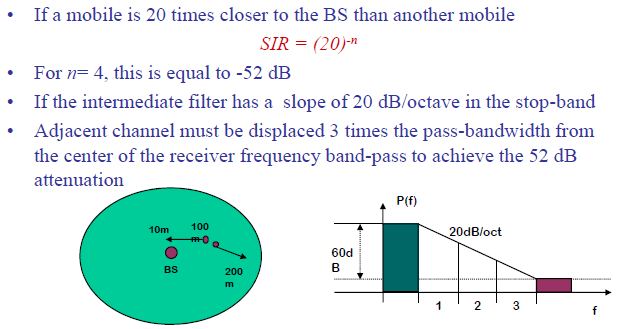 • If a mobile is 20 times closer to the BS than another mobile
SIR = (20)-n
• For n= 4, this is equal to -52 dB
• If the intermediate filter has a slope of 20 dB/octave in the stop-band
• Adjacent channel must be displaced 3 times the pass-bandwidth from
the center of the receiver frequency band-pass to achieve the 52 dB
attenuation
10m
100
m
BS
200
m
P(f)
20dB/oct
60d
B
1
2
3
f